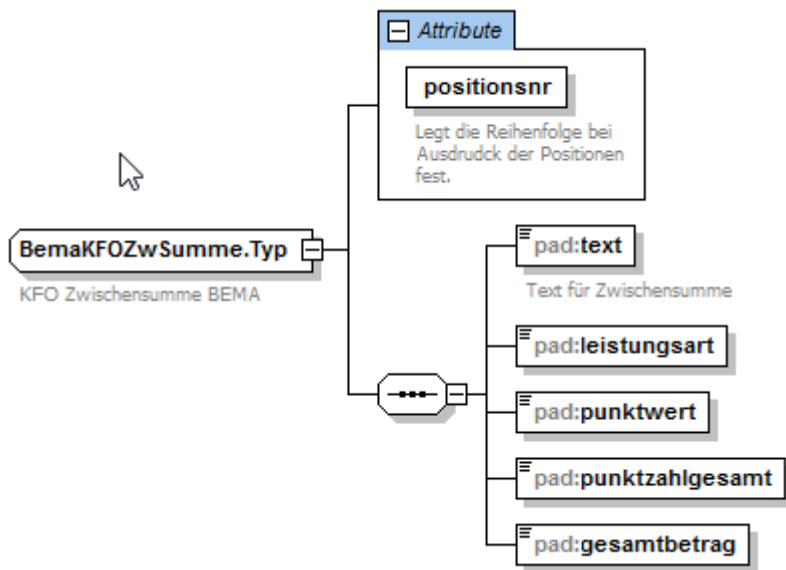 Attribute
positionsnr
Legt die Reihenfolge bei
Ausdrudck der Positionen
fest.
BemaKFOZwSumme.Typ
KFO Zwischensumme BEMA
pad:text
Text für Zwischensumme
pad:leistungsart
pad:punktwert
pad:punktzahlgesamt
pad:gesamtbetrag